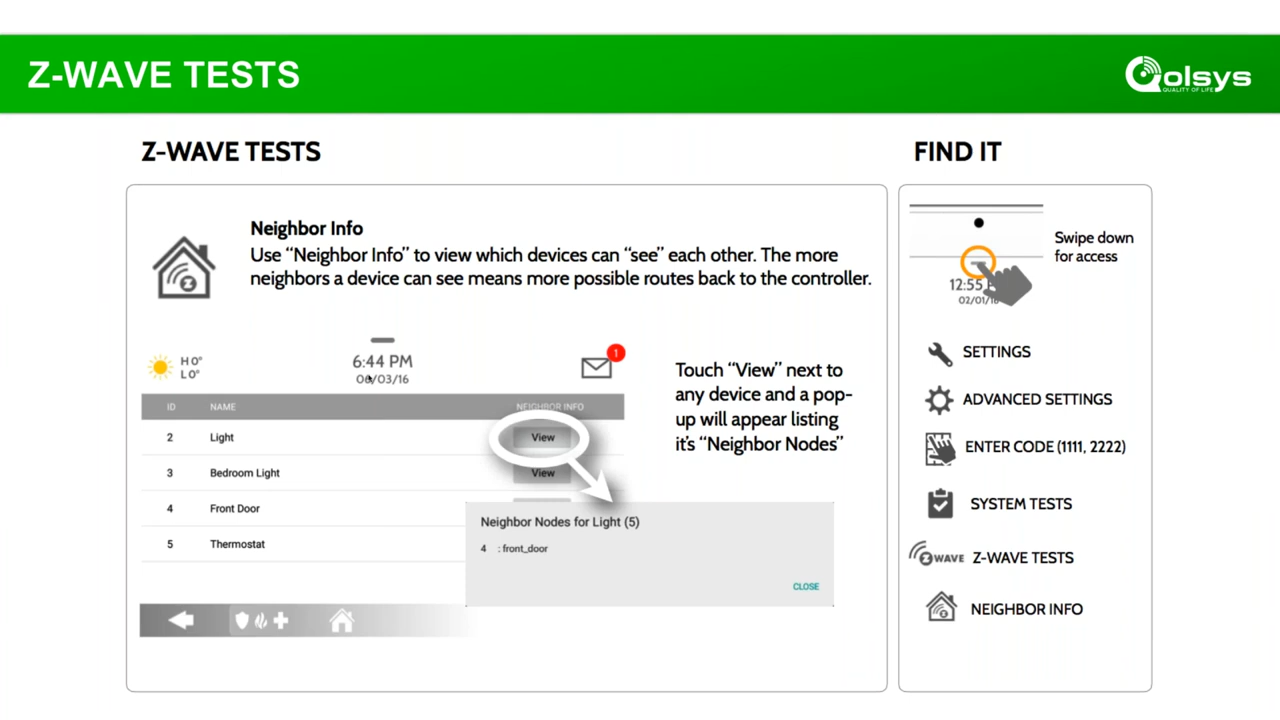 Z-WAVE TESTS
Qolsys
QUALITY OF LIFE
Z-WAVE TESTS
Neighbor Info
Use “Neighbor Info” to view which devices can “see” each other. The more
neighbors a device can see means more possible routes back to the controller.
H 0°
L 0°
6:44 PM
06/03/16
1
ID NAME NEIGHBOR INFO
2 Light View
3 Bedroom Light View
4 Front Door
5 Thermostat
Neighbor Nodes for Light (5)
4 : front_door
CLOSE
Touch “View” next to
any device and a pop-
up will appear listing
it’s “Neighbor Nodes”
FIND IT
12:55
02/01/16
Swipe down
for access
SETTINGS
ADVANCED SETTINGS
ENTER CODE (1111, 2222)
SYSTEM TESTS
Z WAVE Z-WAVE TESTS
NEIGHBOR INFO